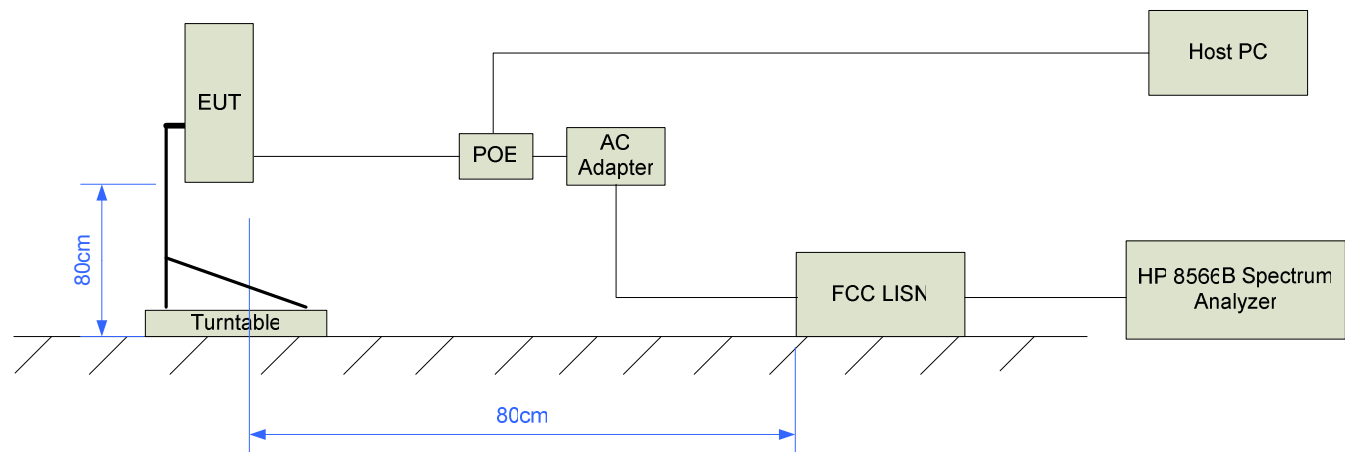 Host PC
EUT
AC
Adapter
POE
80cm
FCC LISN
HP 8566B Spectrum
Analyzer
Turntable
80cm